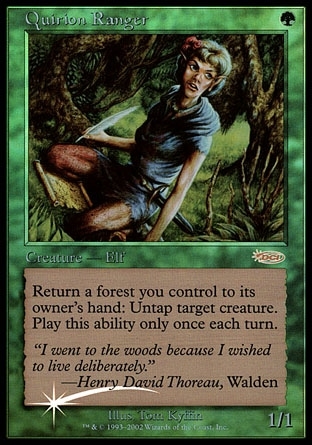 Quirion Ranger
Creature — Elf
DCI
Return a forest you control to its
owner's hand: Untap target creature.
Play this ability only once each turn.
"I went to the woods because I wished
to live deliberately."
—Henry David Thoreau, Walden
Illus. Tom Kyffin
™ & © 1993–2002 Wizards of the Coast, Inc.
1/1